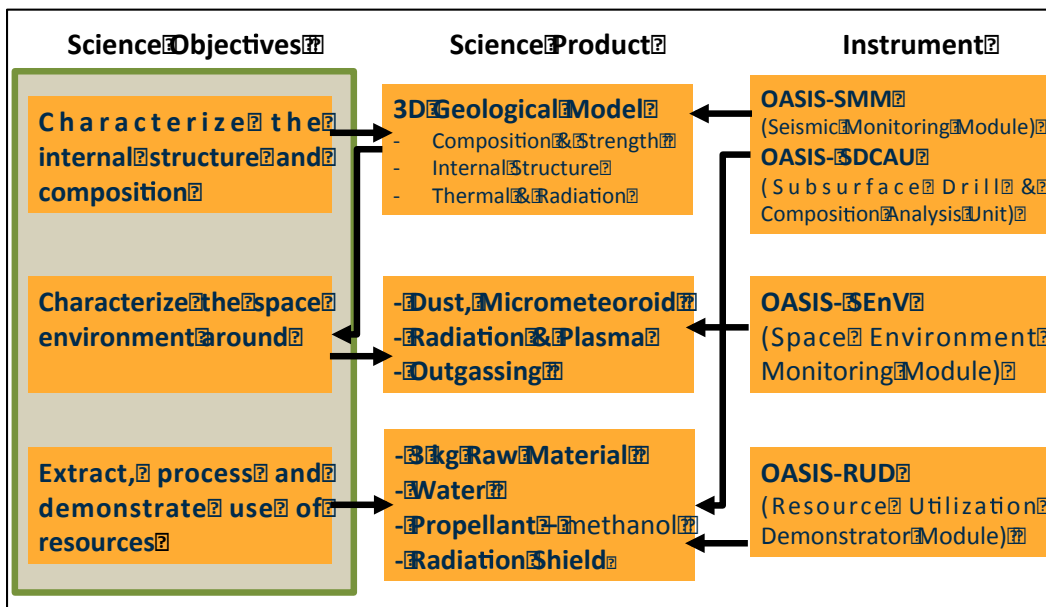 Science Objectives
Science Product
Instrument
Characterize the
internal structure and
composition
3D Geological Model
- Composition & Strength
- Internal Structure
- Thermal & Radiation
OASIS-SMM
(Seismic Monitoring Module)
OASIS- SDCAU
(Subsurface Drill &
Composition Analysis Unit)
Characterize the space
environment around
- Dust, Micrometeoroid
- Radiation & Plasma
- Outgassing
OASIS- SEnV
(Space Environment
Monitoring Module)
Extract, process and
demonstrate use of
resources
- 3 kg Raw Material
- Water
- Propellant – methanol
- Radiation Shield
OASIS-RUD
(Resource Utilization
Demonstrator Module)